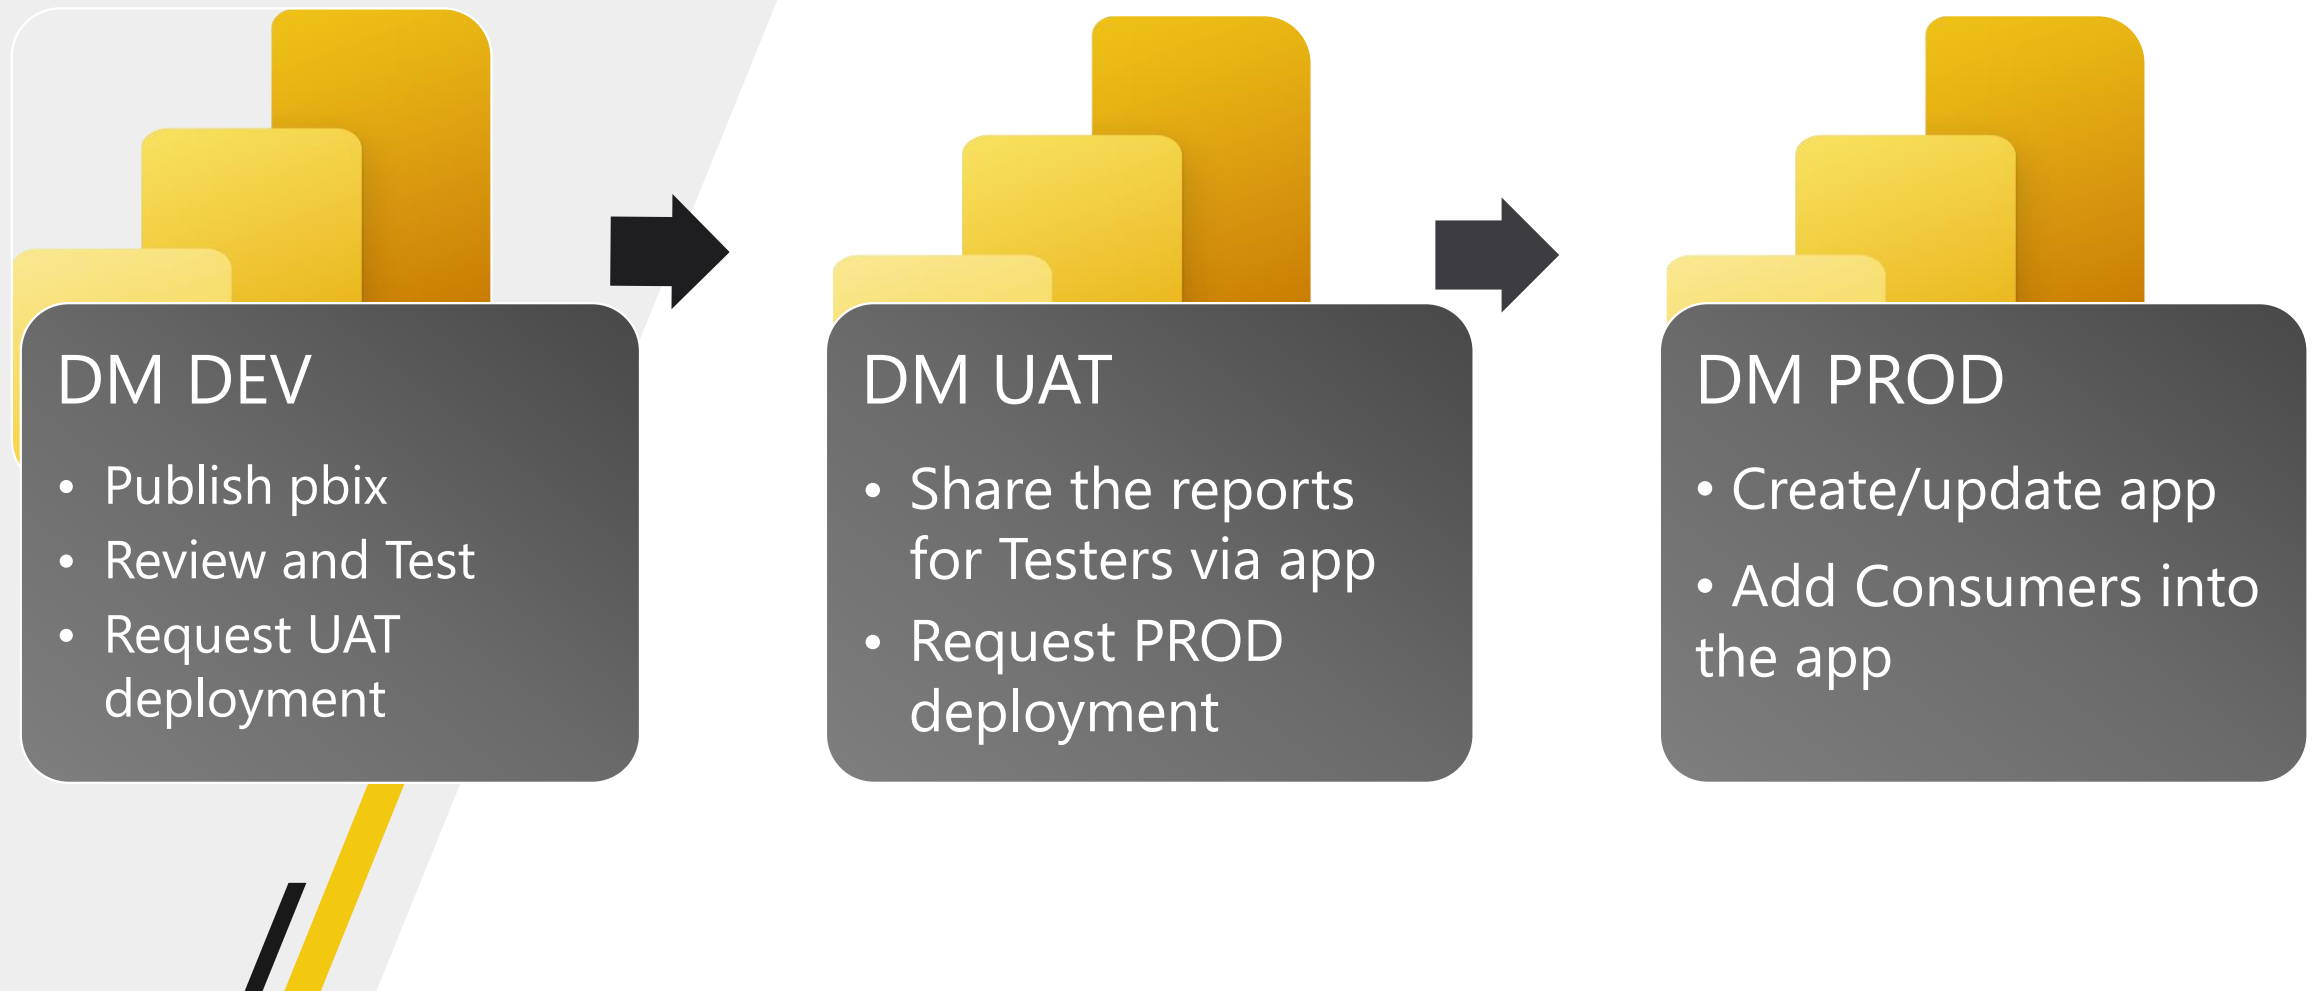 DM DEV
• Publish pbix
• Review and Test
• Request UAT
deployment
DM UAT
• Share the reports
for Testers via app
• Request PROD
deployment
DM PROD
• Create/update app
• Add Consumers into
the app